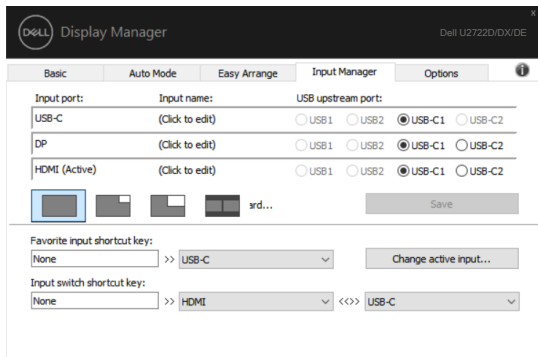 x
DELL Display Manager
Dell U2722D/DX/DE
Basic Auto Mode Easy Arrange Input Manager Options i
Input port: Input name: USB upstream port:
USB-C (Click to edit) USB1 USB2 USB-C1 USB-C2
DP (Click to edit) USB1 USB2 USB-C1 USB-C2
HDMI (Active) (Click to edit) USB1 USB2 USB-C1 USB-C2
ard... Save
Favorite input shortcut key:
None >> USB-C Change active input...
Input switch shortcut key:
None >> HDMI <<>> USB-C